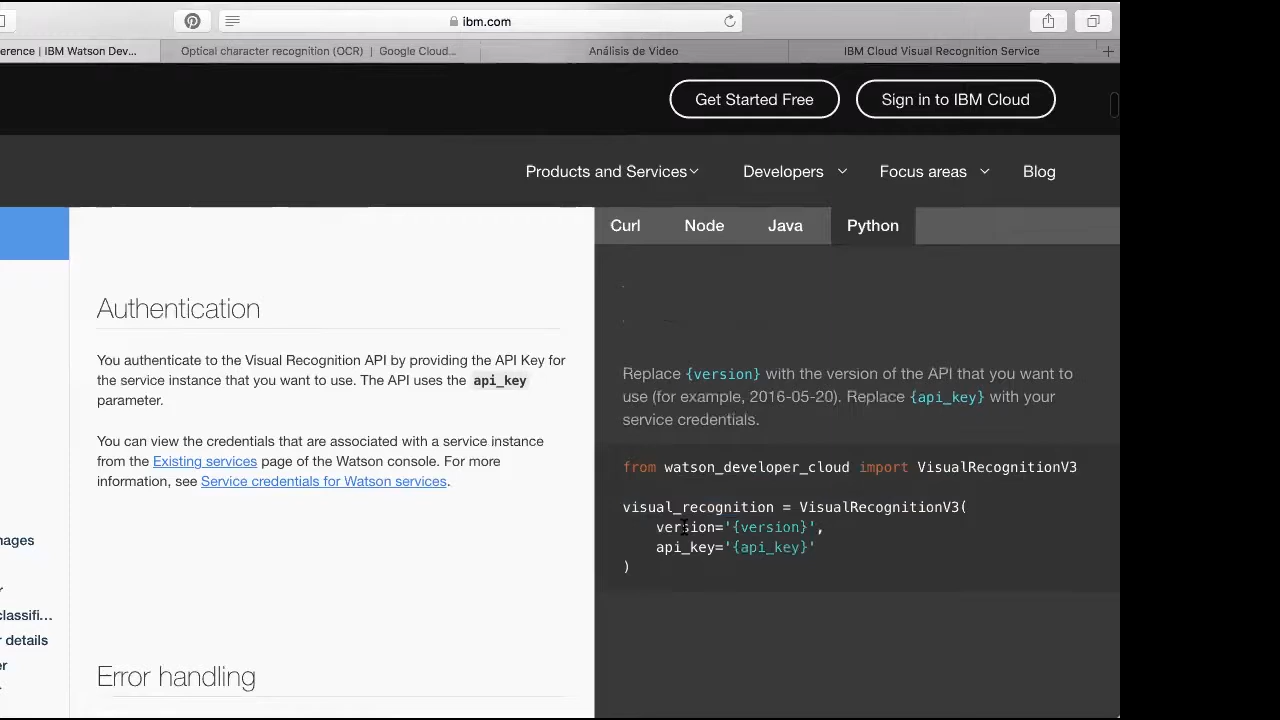 ibm.com
erence | IBM Watson Dev...
Optical character recognition (OCR) | Google Cloud...
Análisis de Video
IBM Cloud Visual Recognition Service
Get Started Free
Sign in to IBM Cloud
Products and Services
Developers
Focus areas
Blog
Curl
Node
Java
Python
Authentication
You authenticate to the Visual Recognition API by providing the API Key for
the service instance that you want to use. The API uses the api_key
parameter.
You can view the credentials that are associated with a service instance
from the Existing services page of the Watson console. For more
information, see Service credentials for Watson services.
Error handling
mages
r
classifi...
r details
er
Replace {version} with the version of the API that you want to
use (for example, 2016-05-20). Replace {api_key} with your
service credentials.
from watson_developer_cloud import VisualRecognitionV3
visual_recognition = VisualRecognitionV3(
version='{version}',
api_key='{api_key}'
)